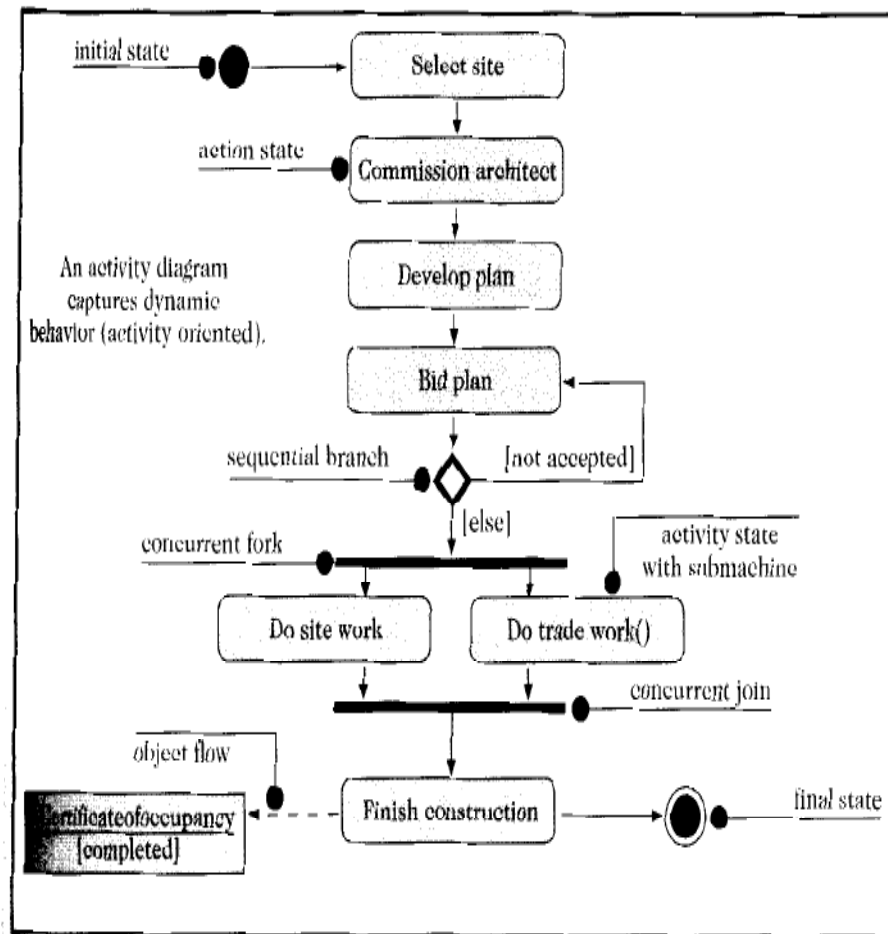 initial state
Select site
action state
Commission architect
An activity diagram
captures dynamic
behavior (activity oriented).
Develop plan
Bid plan
sequential branch
[not accepted]
[else]
concurrent fork
activity state
with submachine
Do site work
Do trade work()
concurrent join
object flow
Certificateofoccupancy
[completed]
Finish construction
final state